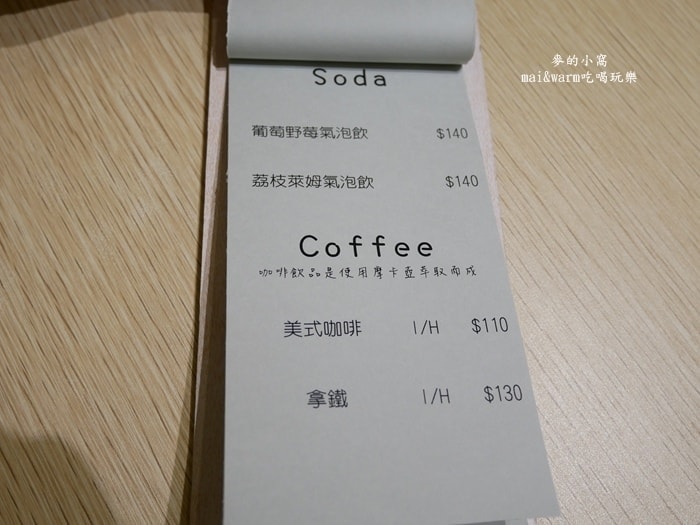 麥的小窩
mai&warm吃喝玩樂
Soda
葡萄野莓氣泡飲 $140
荔枝萊姆氣泡飲 $140
Coffee
咖啡飲品是使用摩卡壺萃取而成
美式咖啡 I/H $110
拿鐵 I/H $130